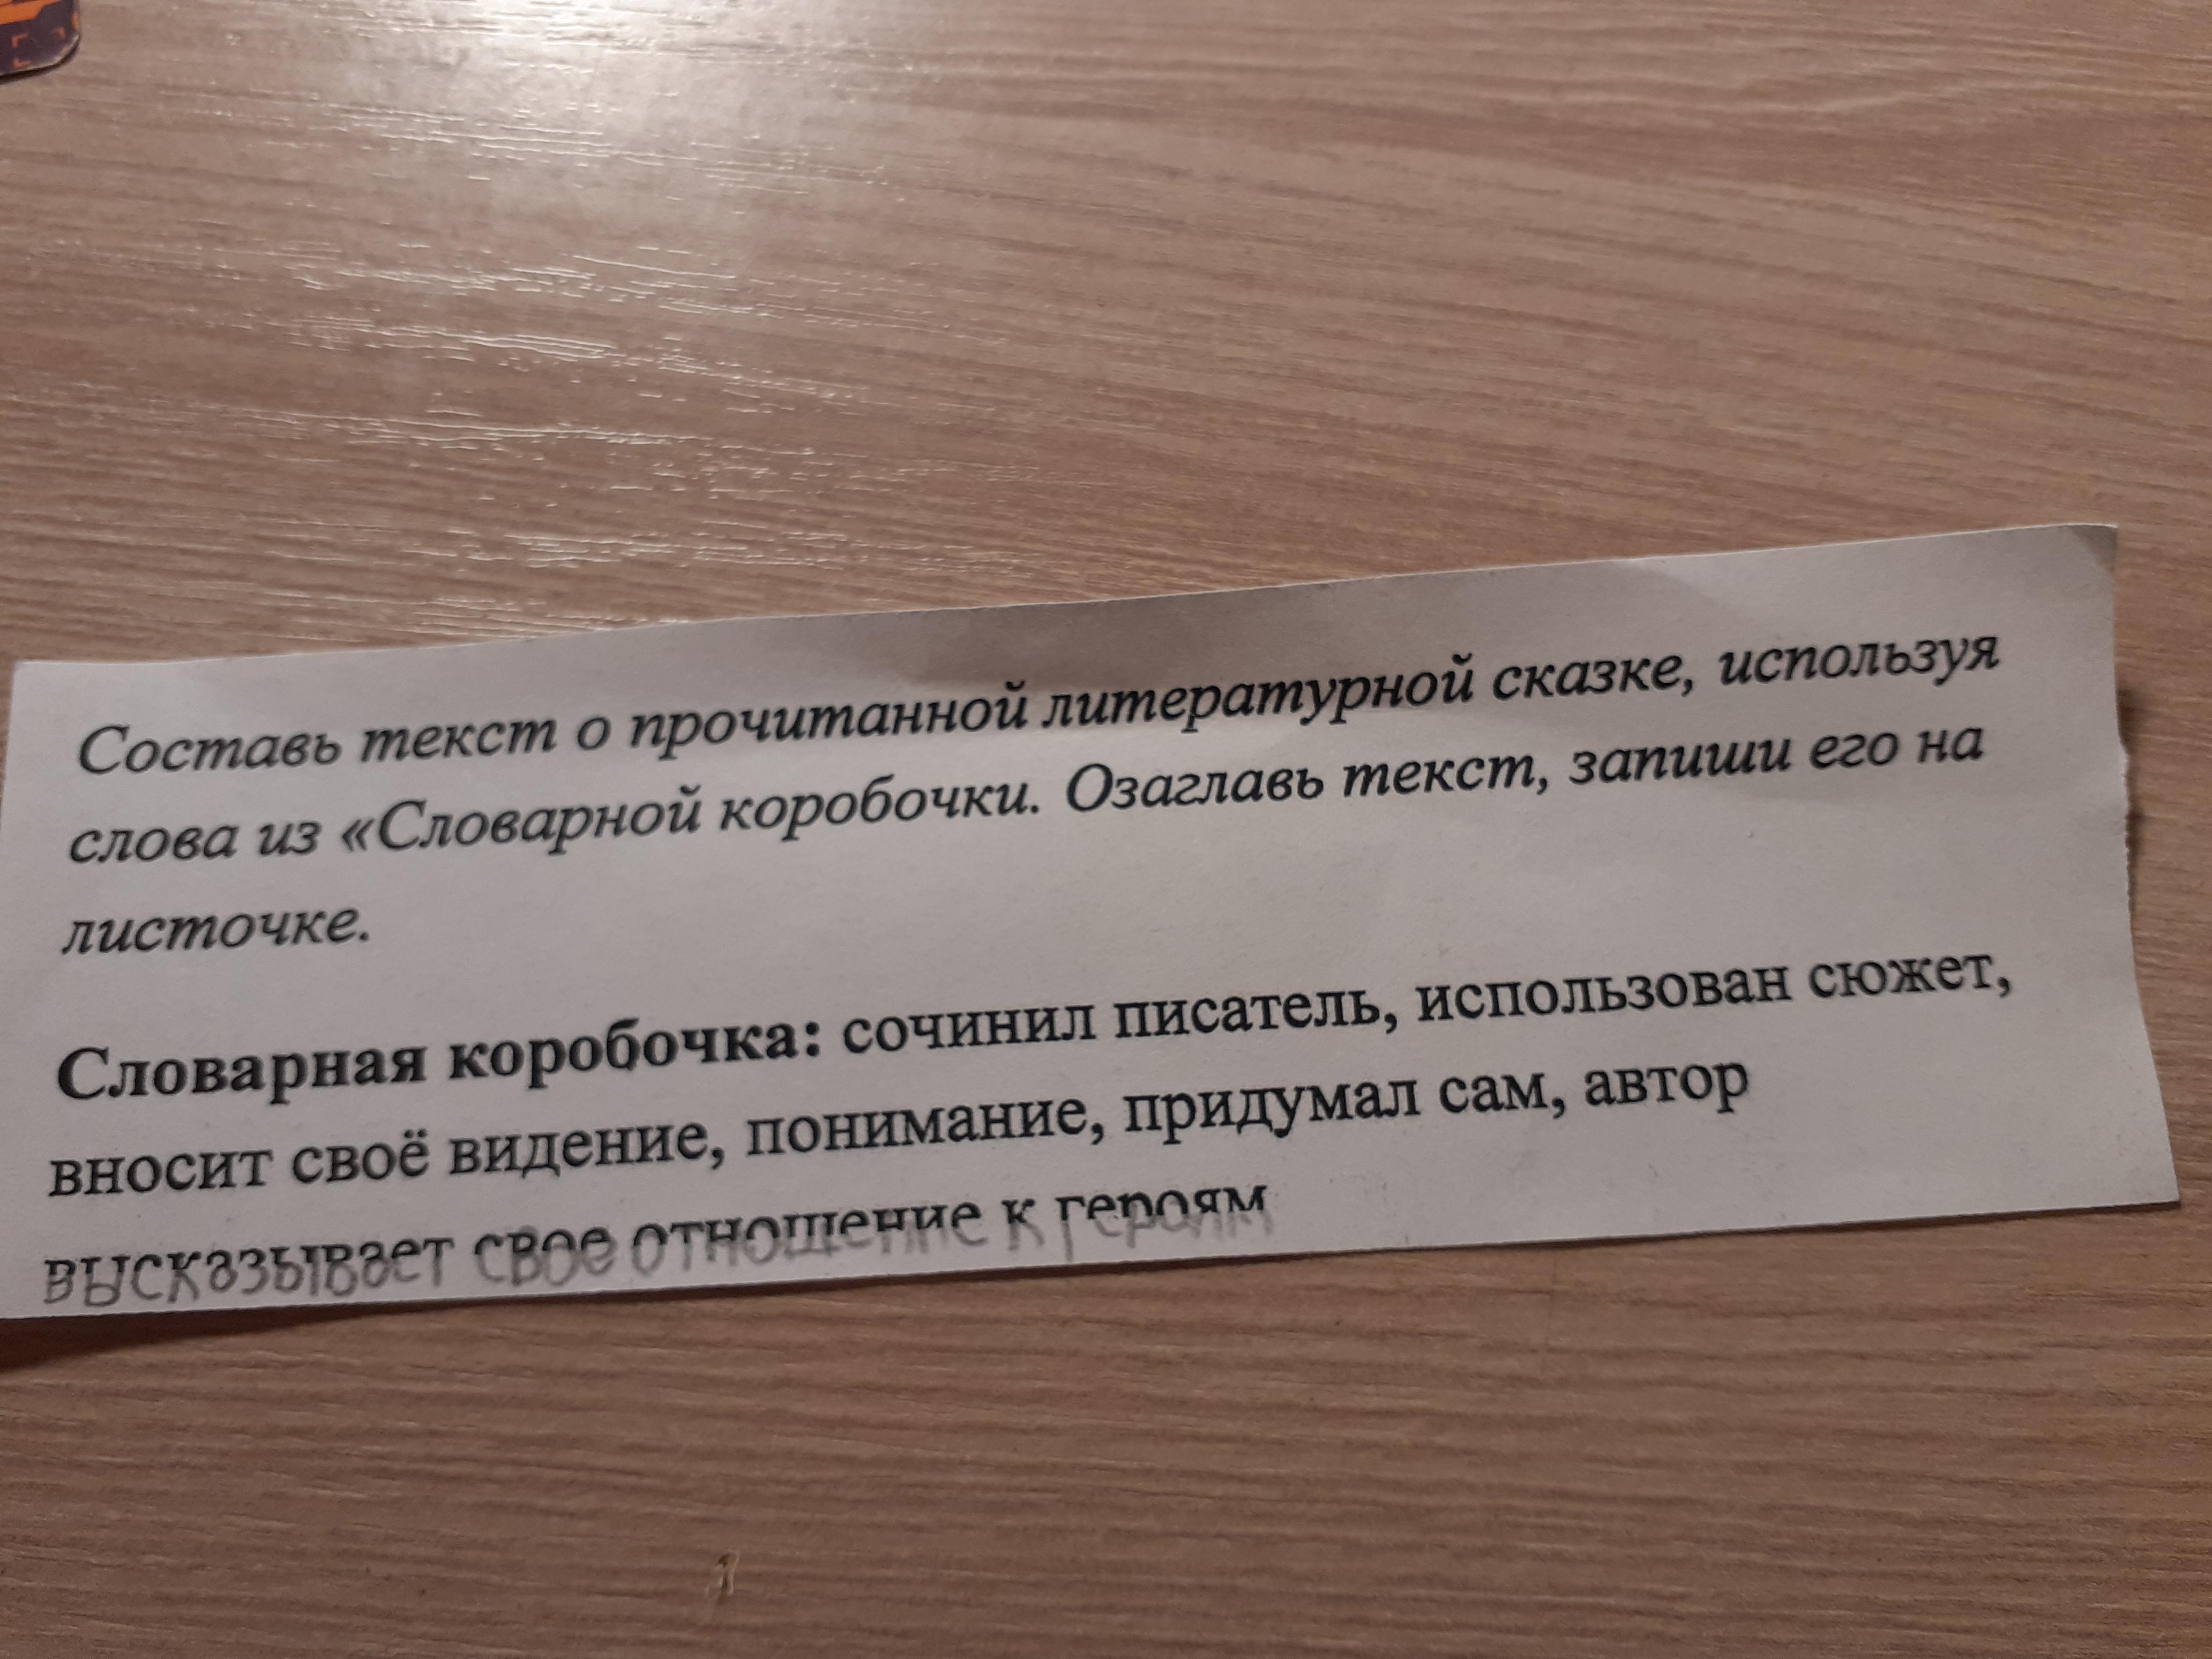 Составь текст о прочитанной литературной сказке, используя
слова из «Словарной коробочки. Озаглавь текст, запиши его на
листочке.
Словарная коробочка: сочинил писатель, использован сюжет,
вносит своё видение, понимание, придумал сам, автор
высказывает свое отношение к героям